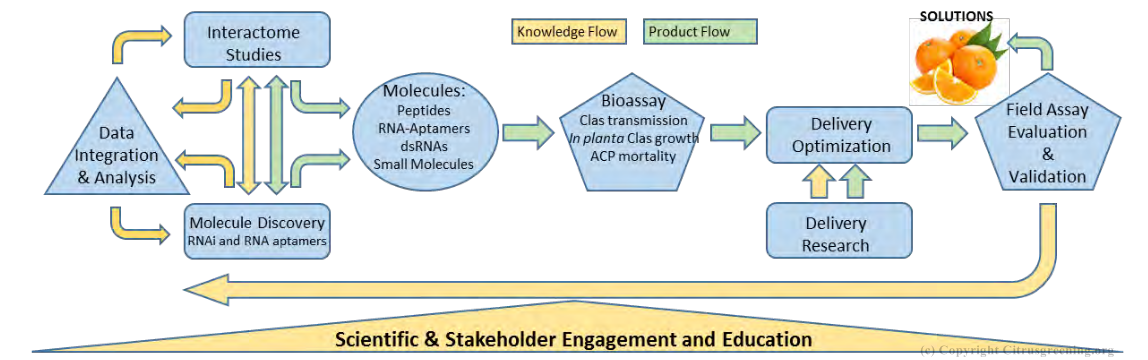 SOLUTIONS
Knowledge Flow
Product Flow
Interactome
Studies
Data
Integration
& Analysis
Molecules:
Peptides
RNA-Aptamers
dsRNAs
Small Molecules
Bioassay
Clas transmission
In planta Clas growth
ACP mortality
Delivery
Optimization
Field Assay
Evaluation
&
Validation
Molecule Discovery
RNAi and RNA aptamers
Delivery
Research
Scientific & Stakeholder Engagement and Education
(c) Copyright Citrusgreening.org